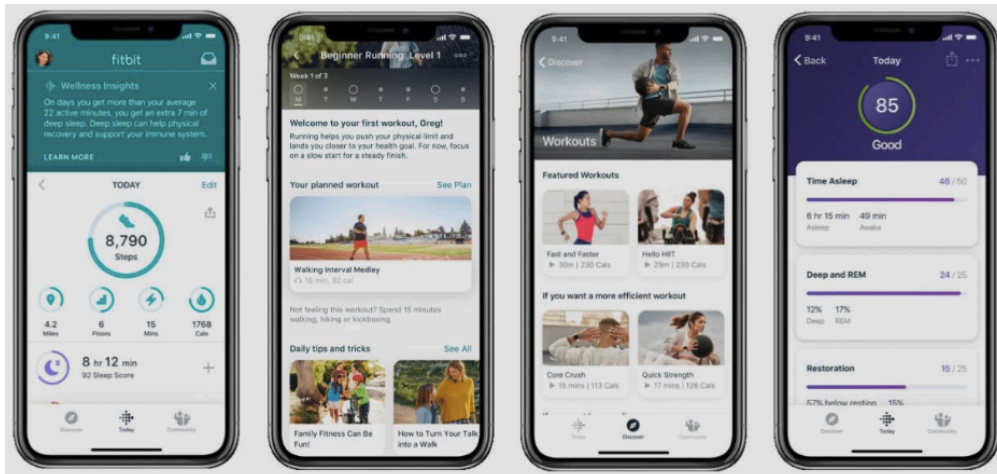 9:41
fitbit
Wellness Insights
On days you get more than your average
22 active minutes, you get an extra 7 min of
deep sleep. Deep sleep can help physical
recovery and support your immune system.
LEARN MORE
TODAY
Edit
8,790
Steps
4.2
Miles
6
Floors
15
Mins
1768
Cals
8 hr 12 min
92 Sleep Score
Discover
Today
Community
9:41
Beginner Running: Level 1
Week 1 of 3
M T W T F S S
Welcome to your first workout, Greg!
Running helps you push your physical limit and
lands you closer to your health goal. For now, focus
on a slow start for a steady finish.
Your planned workout
See Plan
Walking Interval Medley
18 min, 92 cal
Not feeling this workout? Spend 15 minutes
walking, hiking or kickboxing.
Daily tips and tricks
See All
Family Fitness Can Be
Fun!
How to Turn Your Talk
into a Walk
9:41
Discover
Workouts
Featured Workouts
Fast and Faster
30m | 230 Cals
Hello HIIT
29m | 230 Cals
If you want a more efficient workout
Core Crush
15 mins | 113 Cals
Quick Strength
17 mins | 128 Cals
Today
Discover
Community
9:41
Back
Today
85
Good
Time Asleep
46 / 50
6 hr 15 min
Asleep
49 min
Awake
Deep and REM
24 / 25
12%
Deep
17%
REM
Restoration
15 / 25
57% below resting
15%
Discover
Today
Community